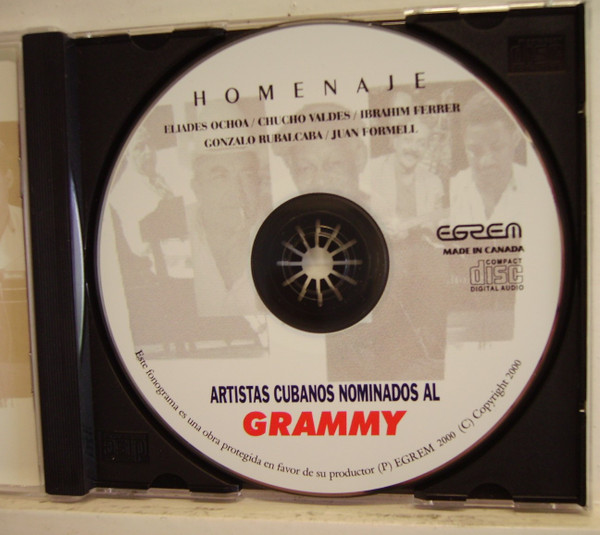 HOMENAJE
ELIADES OCHOA / CHUCHO VALDES / IBRAHIM FERRER
GONZALO RUBALCABA / JUAN FORMELL
EGREM
MADE IN CANADA
COMPACT
disc
DIGITAL AUDIO
ARTISTAS CUBANOS NOMINADOS AL
GRAMMY
Este fonograma es una obra protegida en favor de su productor (P) EGREM 2000 (C) Copyright 2000